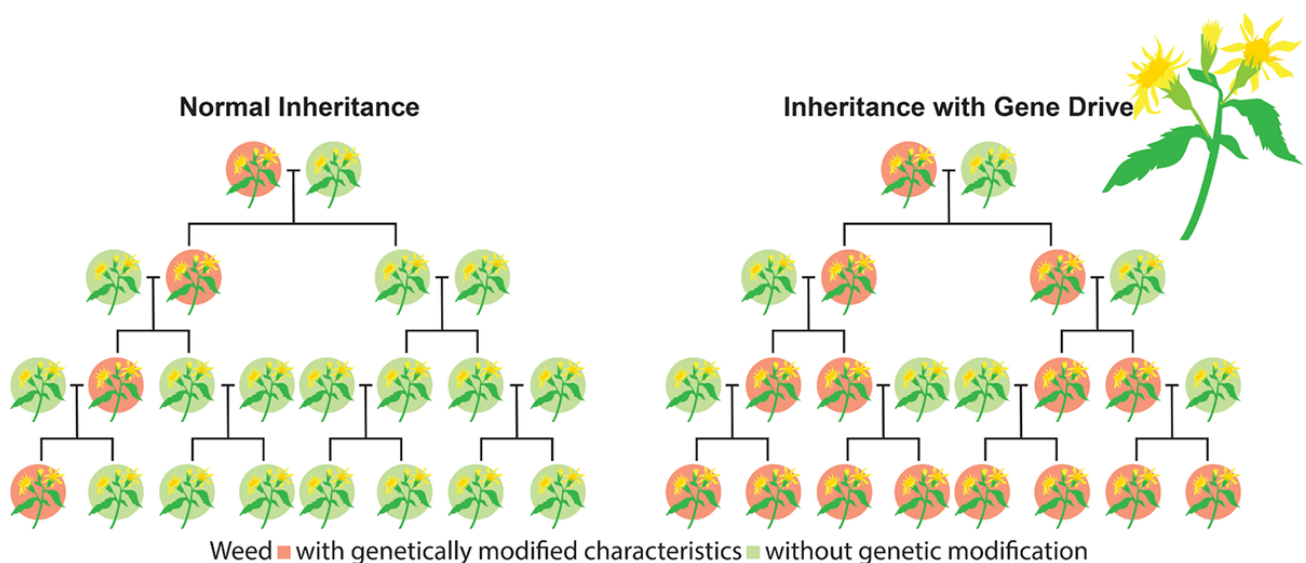 Normal Inheritance
Inheritance with Gene Drive
Weed with genetically modified characteristics without genetic modification